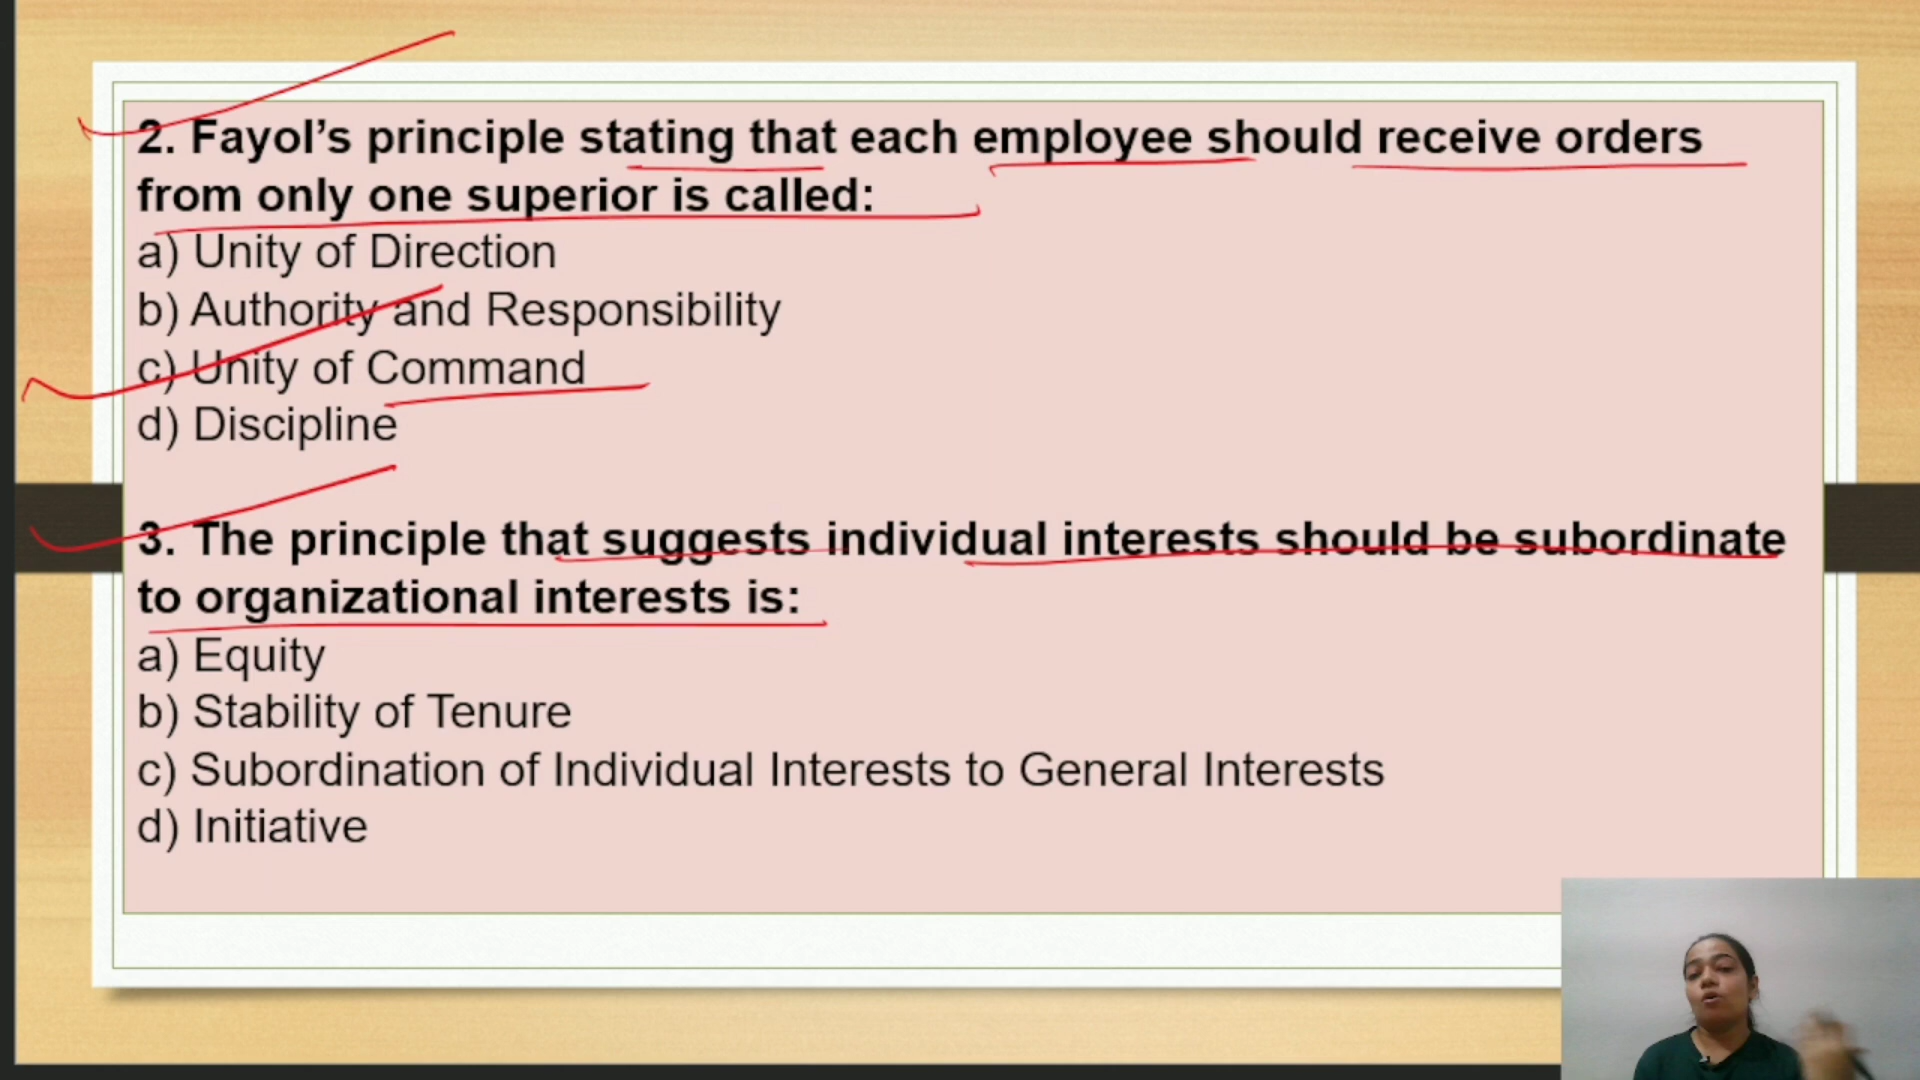 2. Fayol’s principle stating that each employee should receive orders
from only one superior is called:
a) Unity of Direction
b) Authority and Responsibility
c) Unity of Command
d) Discipline
3. The principle that suggests individual interests should be subordinate
to organizational interests is:
a) Equity
b) Stability of Tenure
c) Subordination of Individual Interests to General Interests
d) Initiative